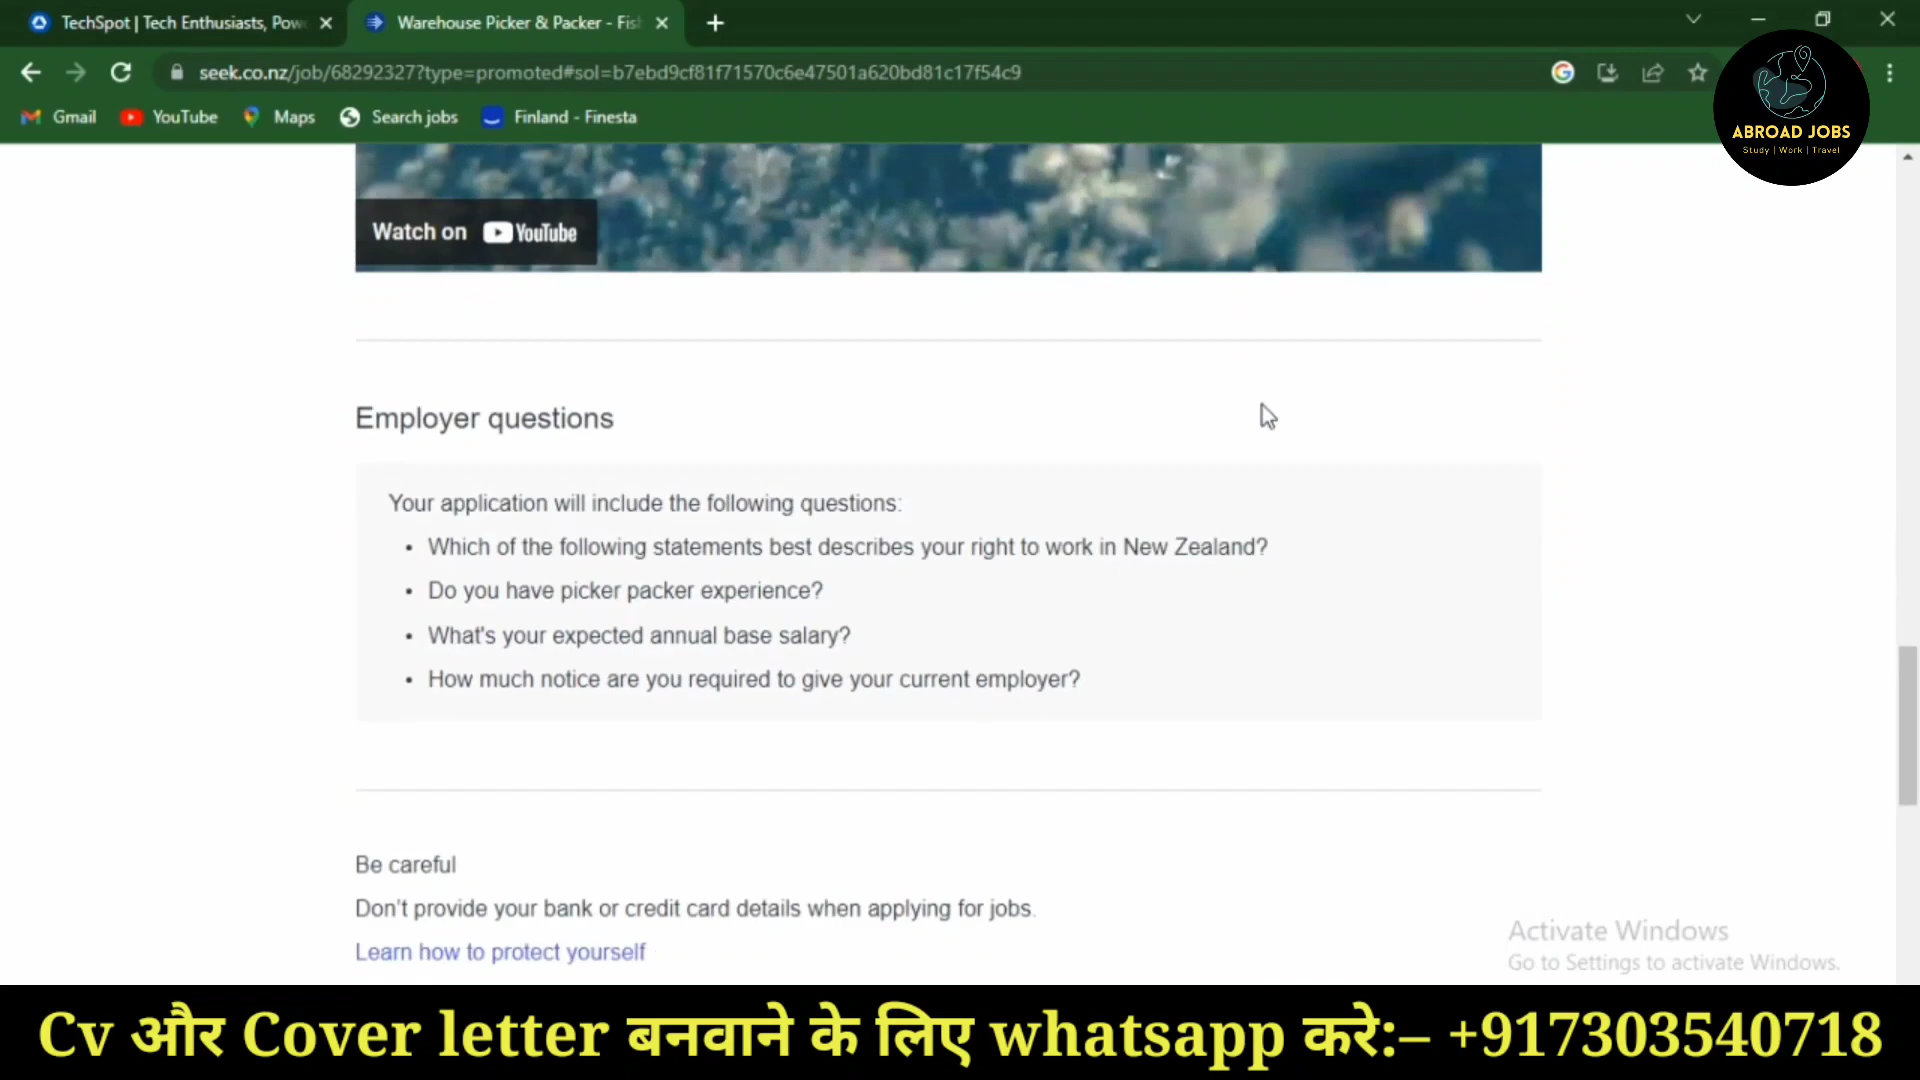 TechSpot | Tech Enthusiasts, Pow
Warehouse Picker & Packer - Fis
seek.co.nz/job/68292327?type=promoted#sol=b7ebd9cf81f71570c6e47501a620bd81c17f54c9
Gmail
YouTube
Maps
Search jobs
Finland - Finesta
ABROAD JOBS
Study | Work | Travel
Watch on YouTube
Employer questions
Your application will include the following questions:
• Which of the following statements best describes your right to work in New Zealand?
• Do you have picker packer experience?
• What's your expected annual base salary?
• How much notice are you required to give your current employer?
Be careful
Don't provide your bank or credit card details when applying for jobs.
Learn how to protect yourself
Activate Windows
Go to Settings to activate Windows.
Cv और Cover letter बनवाने के लिए whatsapp करे:– +917303540718